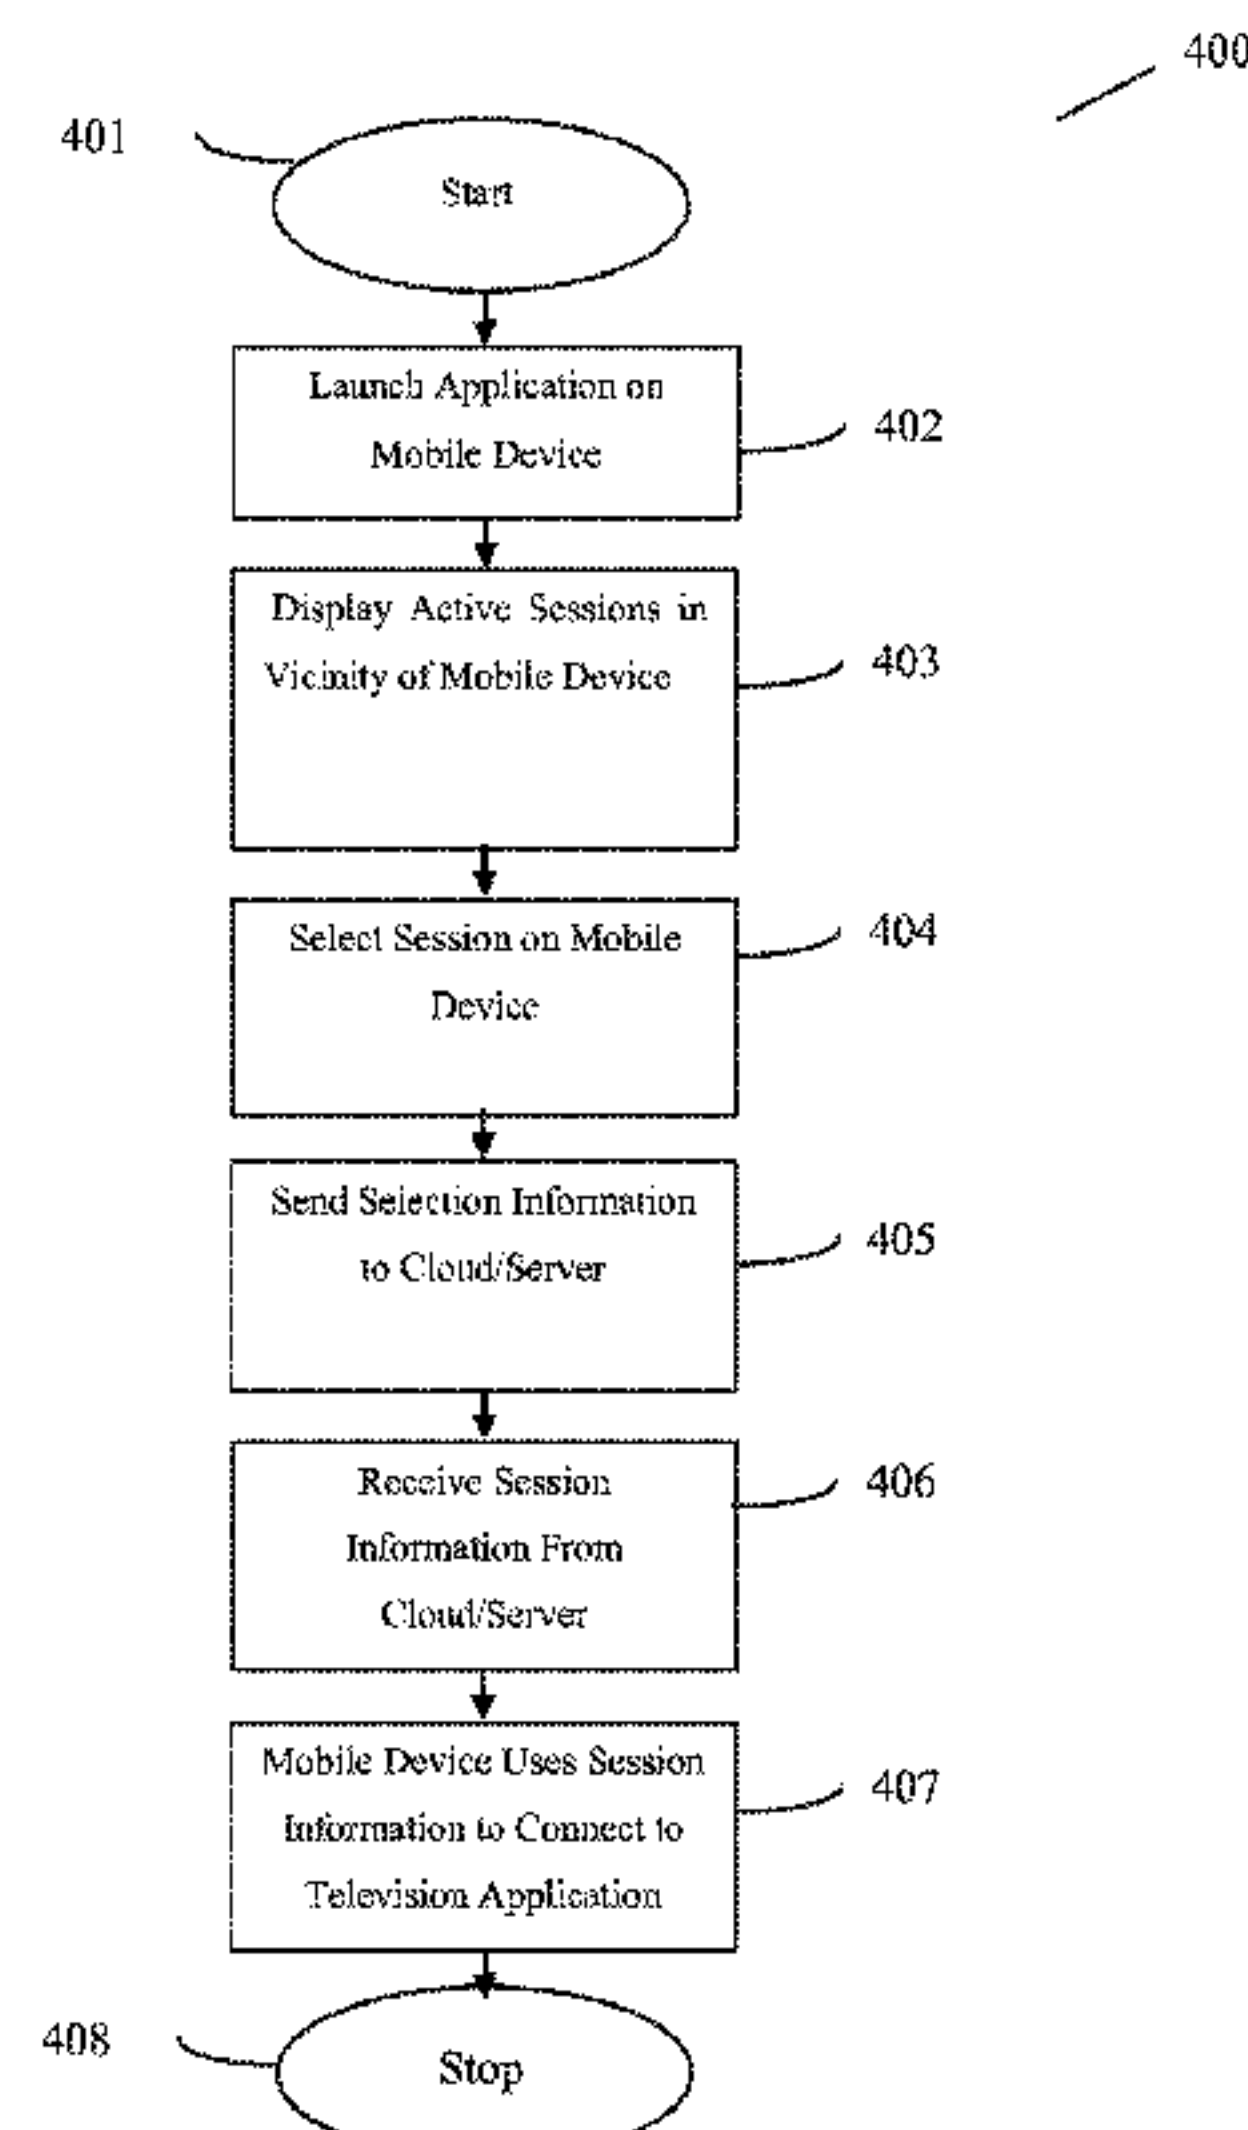 400
401
Start
Launch Application on
Mobile Device
402
Display Active Sessions in
Vicinity of Mobile Device
403
Select Session on Mobile
Device
404
Send Selection Information
to Cloud/Server
405
Receive Session
Information From
Cloud/Server
406
Mobile Device Uses Session
Information to Connect to
Television Application
407
408
Stop